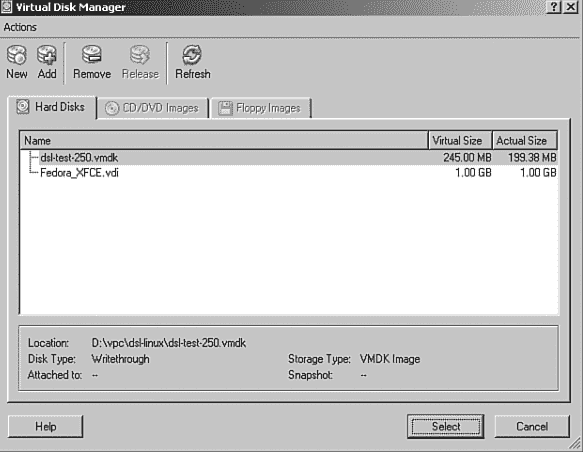 Virtual Disk Manager
Actions
New Add Remove Release Refresh
Hard Disks CD/DVD Images Floppy Images
Name Virtual Size Actual Size
dsl-test-250.vmdk 245.00 MB 199.38 MB
Fedora_XFCE.vdi 1.00 GB 1.00 GB
Location: D:\vpc\dsl-linux\dsl-test-250.vmdk
Disk Type: Writethrough Storage Type: VMDK Image
Attached to: -- Snapshot: --
Help Select Cancel